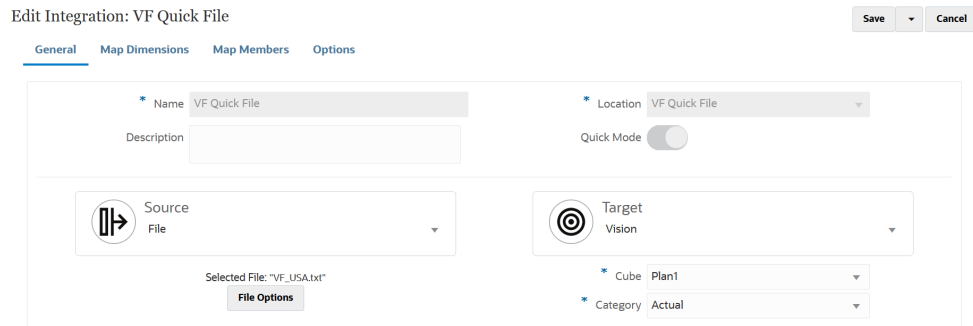 Edit Integration: VF Quick File
Save
Cancel
General Map Dimensions Map Members Options
* Name VF Quick File
* Location VF Quick File
Description
Quick Mode
Source
File
Target
Vision
Selected File: "VF_USA.txt"
File Options
* Cube Plan1
* Category Actual